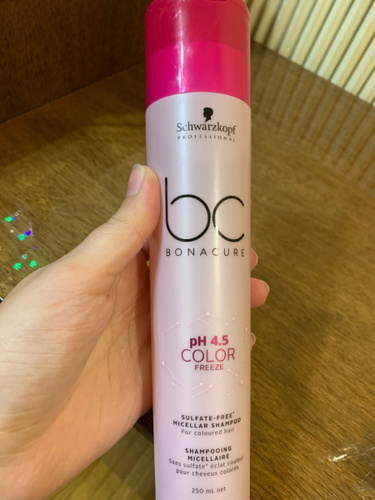 Schwarzkopf
PROFESSIONAL
bc
BONACURE
pH 4.5
COLOR
FREEZE
SULFATE-FREE*
MICELLAR SHAMPOO
For coloured hair
SHAMPOOING
MICELLAIRE
Sans sulfate* éclat couleur
pour cheveux colorés
250 mL net